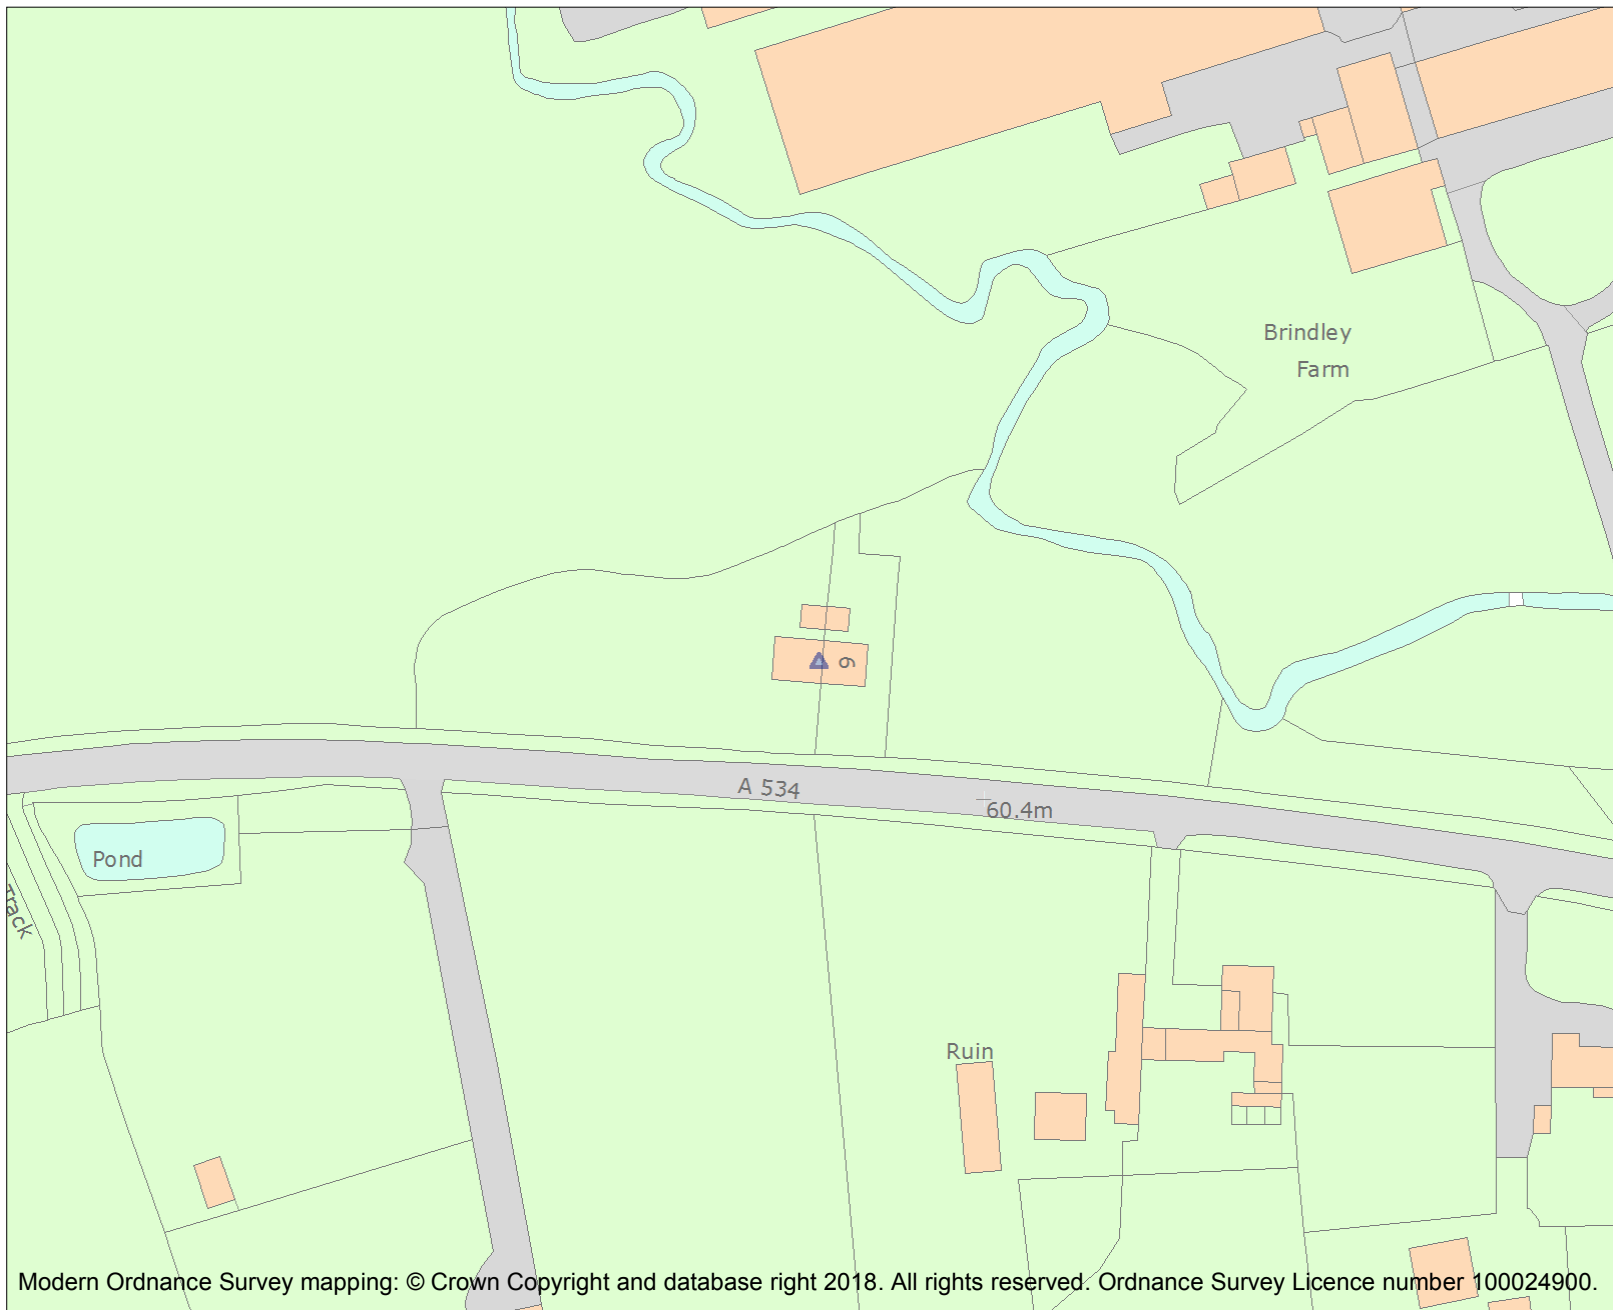 Brindley
Farm
6
A 534
60.4m
Pond
Track
Ruin
Modern Ordnance Survey mapping: © Crown Copyright and database right 2018. All rights reserved. Ordnance Survey Licence number 100024900.